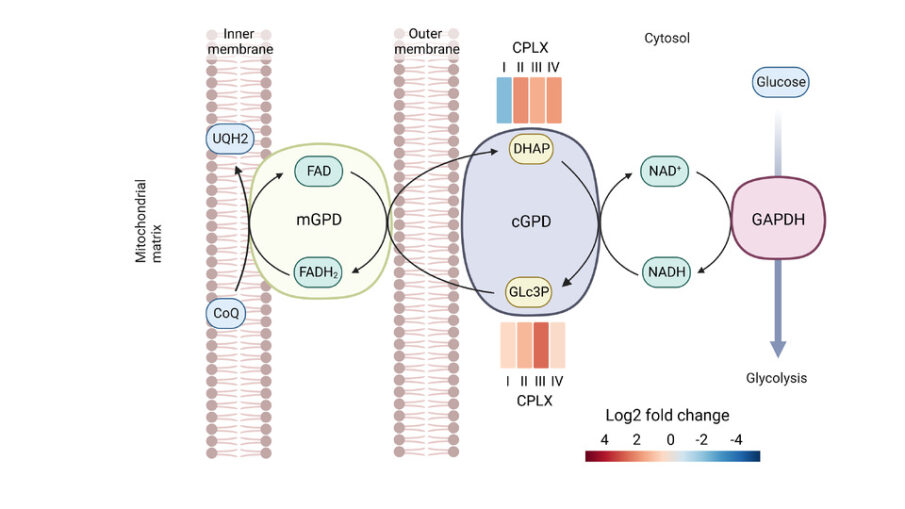 Inner
membrane
Outer
membrane
CPLX
I II III IV
Cytosol
Glucose
UQH2
DHAP
FAD
NAD⁺
mGPD
cGPD
GAPDH
Mitochondrial
matrix
FADH₂
NADH
GLc3P
CoQ
I II III IV
CPLX
Glycolysis
Log2 fold change
4 2 0 -2 -4